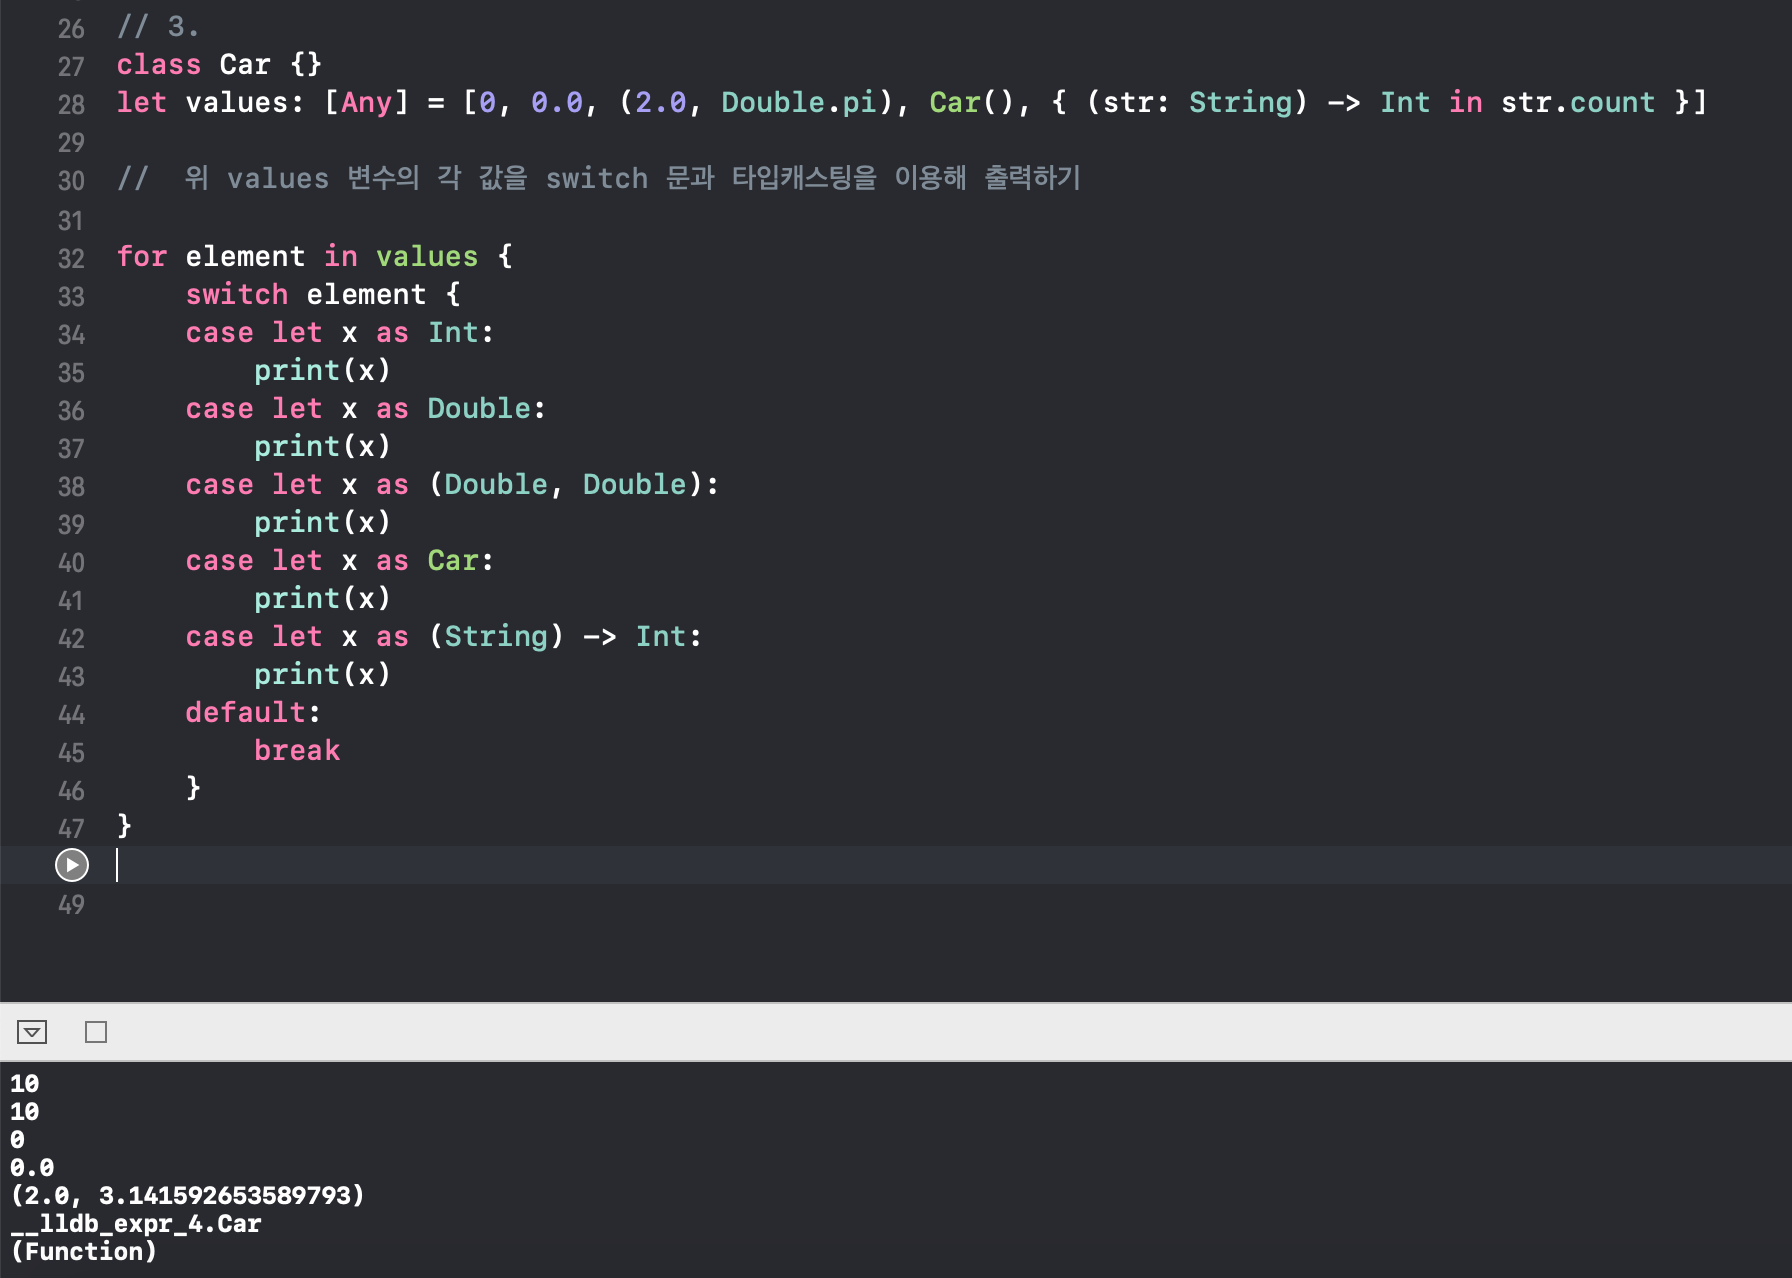 26 // 3.
27 class Car {}
28 let values: [Any] = [0, 0.0, (2.0, Double.pi), Car(), { (str: String) -> Int in str.count }]
29
30 //  위 values 변수의 각 값을 switch 문과 타입캐스팅을 이용해 출력하기
31
32 for element in values {
33     switch element {
34     case let x as Int:
35         print(x)
36     case let x as Double:
37         print(x)
38     case let x as (Double, Double):
39         print(x)
40     case let x as Car:
41         print(x)
42     case let x as (String) -> Int:
43         print(x)
44     default:
45         break
46     }
47 }
49
10
10
0
0.0
(2.0, 3.141592653589793)
__lldb_expr_4.Car
(Function)